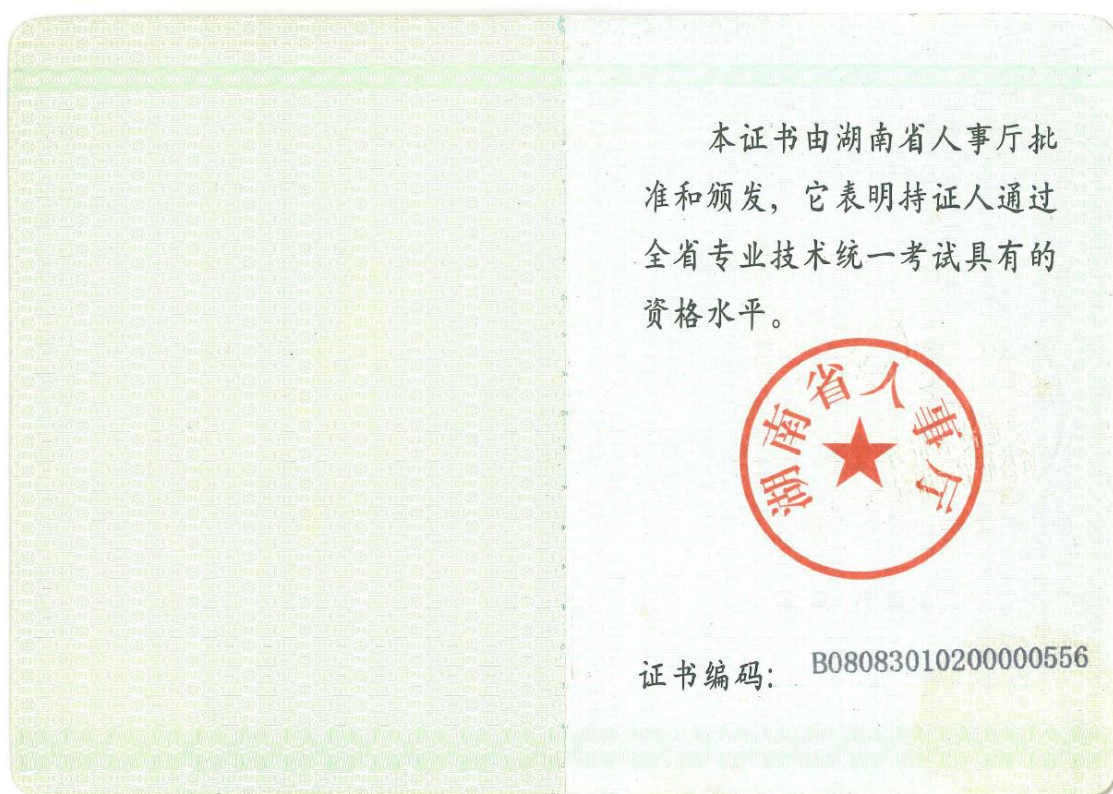 本证书由湖南省人事厅批
准和颁发，它表明持证人通过
全省专业技术统一考试具有的
资格水平。
湖南省人事厅
证书编码：B08083010200000556